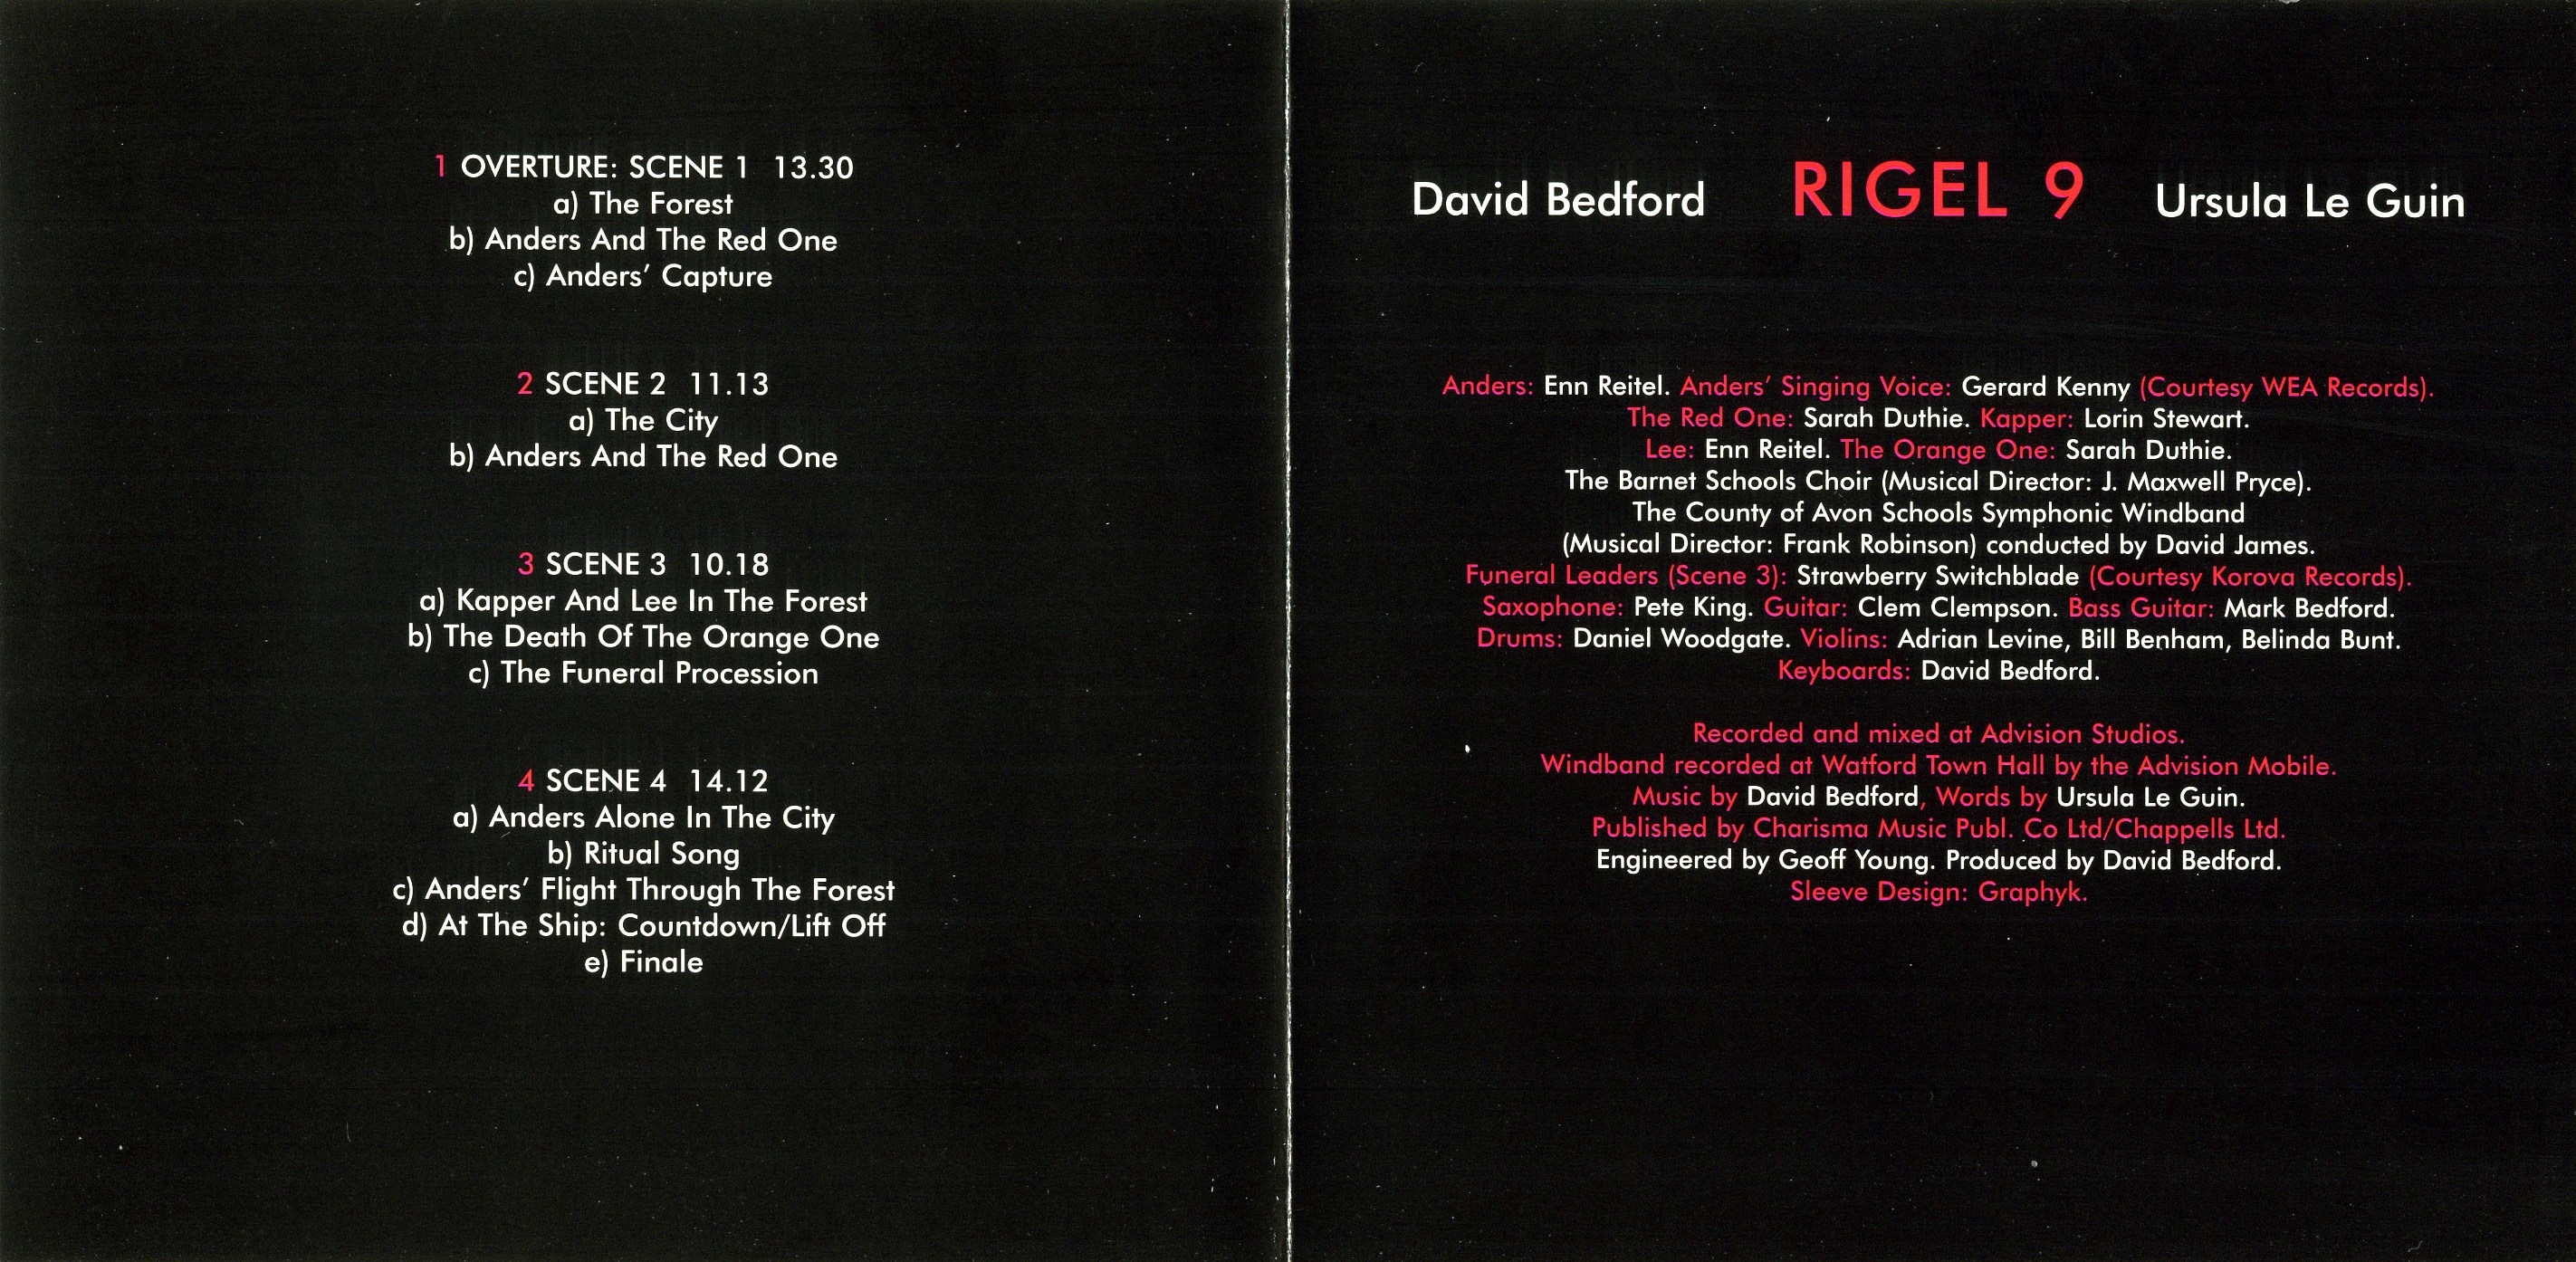 1 OVERTURE: SCENE 1 13.30
a) The Forest
b) Anders And The Red One
c) Anders’ Capture
2 SCENE 2 11.13
a) The City
b) Anders And The Red One
3 SCENE 3 10.18
a) Kapper And Lee In The Forest
b) The Death Of The Orange One
c) The Funeral Procession
4 SCENE 4 14.12
a) Anders Alone In The City
b) Ritual Song
c) Anders’ Flight Through The Forest
d) At The Ship: Countdown/Lift Off
e) Finale
David Bedford RIGEL 9 Ursula Le Guin
Anders: Enn Reitel. Anders’ Singing Voice: Gerard Kenny (Courtesy WEA Records).
The Red One: Sarah Duthie. Kapper: Lorin Stewart.
Lee: Enn Reitel. The Orange One: Sarah Duthie.
The Barnet Schools Choir (Musical Director: J. Maxwell Pryce).
The County of Avon Schools Symphonic Windband
(Musical Director: Frank Robinson) conducted by David James.
Funeral Leaders (Scene 3): Strawberry Switchblade (Courtesy Korova Records).
Saxophone: Pete King. Guitar: Clem Clempson. Bass Guitar: Mark Bedford.
Drums: Daniel Woodgate. Violins: Adrian Levine, Bill Benham, Belinda Bunt.
Keyboards: David Bedford.
Recorded and mixed at Advision Studios.
Windband recorded at Watford Town Hall by the Advision Mobile.
Music by David Bedford, Words by Ursula Le Guin.
Published by Charisma Music Publ. Co Ltd/Chappells Ltd.
Engineered by Geoff Young. Produced by David Bedford.
Sleeve Design: Graphyk.